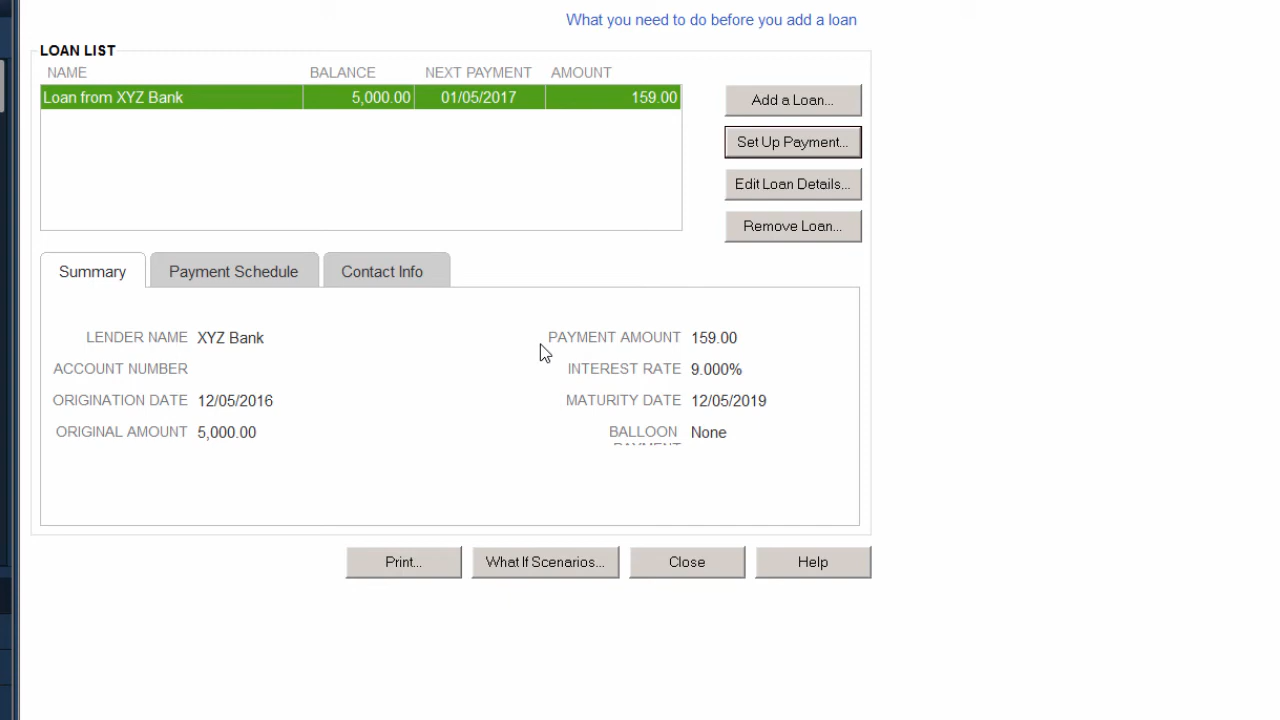 What you need to do before you add a loan
LOAN LIST
NAME BALANCE NEXT PAYMENT AMOUNT
Loan from XYZ Bank 5,000.00 01/05/2017 159.00
Add a Loan...
Set Up Payment...
Edit Loan Details...
Remove Loan...
Summary Payment Schedule Contact Info
LENDER NAME XYZ Bank PAYMENT AMOUNT 159.00
ACCOUNT NUMBER INTEREST RATE 9.000%
ORIGINATION DATE 12/05/2016 MATURITY DATE 12/05/2019
ORIGINAL AMOUNT 5,000.00 BALLOON None
PAYMENT
Print... What If Scenarios... Close Help